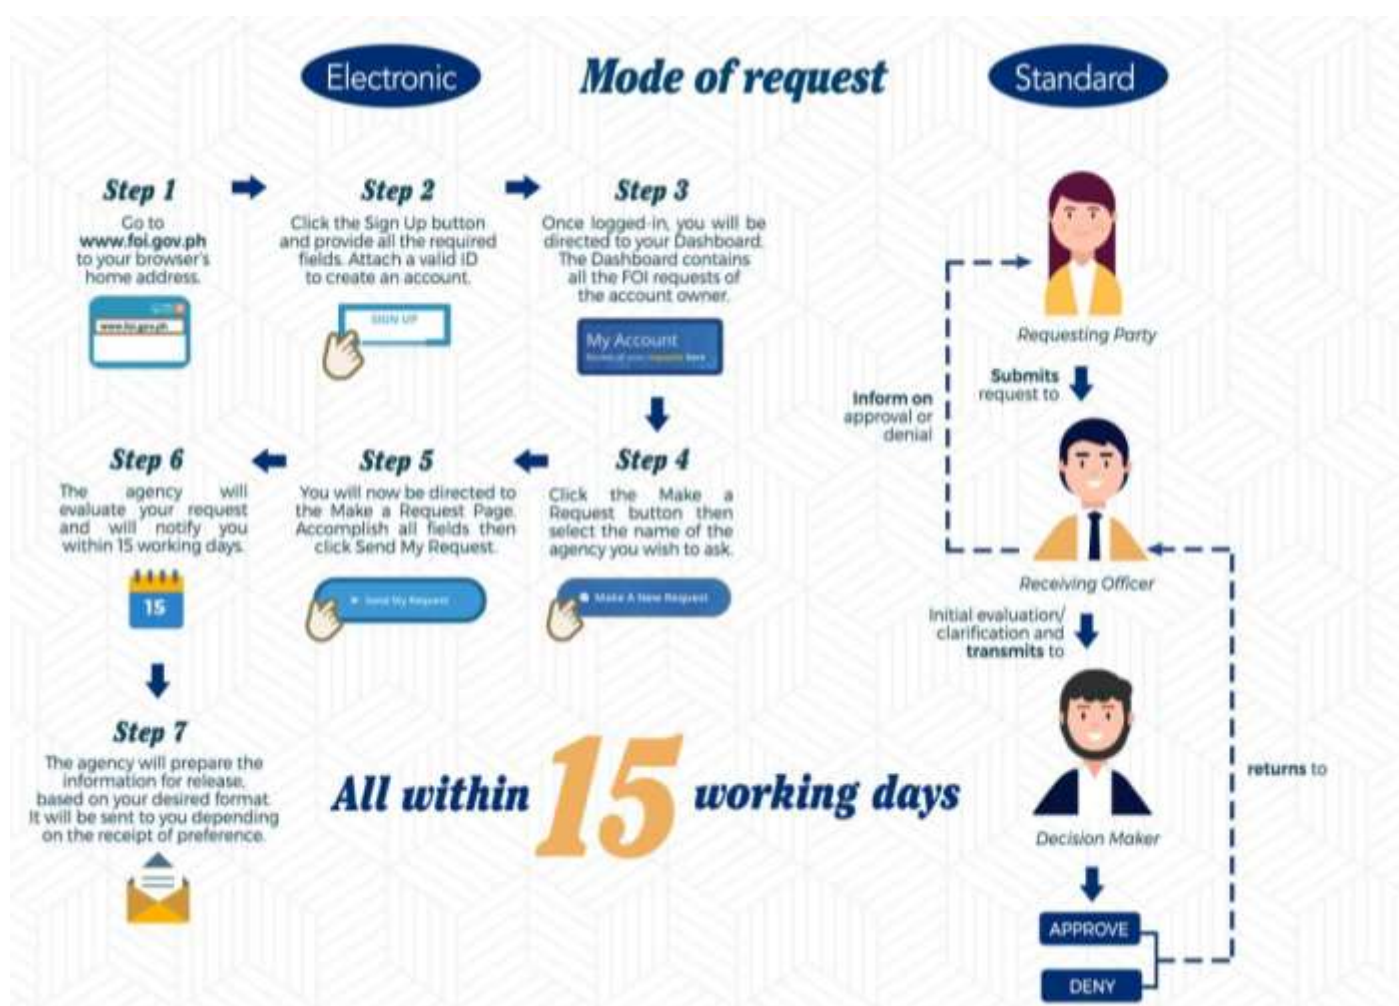 Electronic
Mode of request
Standard
Step 1
Go to
www.foi.gov.ph
to your browser's
home address.
www.foi.gov.ph
Step 2
Click the Sign Up button
and provide all the required
fields. Attach a valid ID
to create an account.
SIGN UP
Step 3
Once logged-in, you will be
directed to your Dashboard.
The Dashboard contains
all the FOI requests of
the account owner.
My Account
requests here
Step 4
Click the Make a
Request button then
select the name of the
agency you wish to ask.
Make A New Request
Step 5
You will now be directed to
the Make a Request Page.
Accomplish all fields then
click Send My Request.
Send My Request
Step 6
The agency will
evaluate your request
and will notify you
within 15 working days.
15
Step 7
The agency will prepare the
information for release,
based on your desired format.
It will be sent to you depending
on the receipt of preference.
All within 15 working days
Requesting Party
Submits
request to
Inform on
approval or
denial
Receiving Officer
Initial evaluation/
clarification and
transmits to
Decision Maker
returns to
APPROVE
DENY